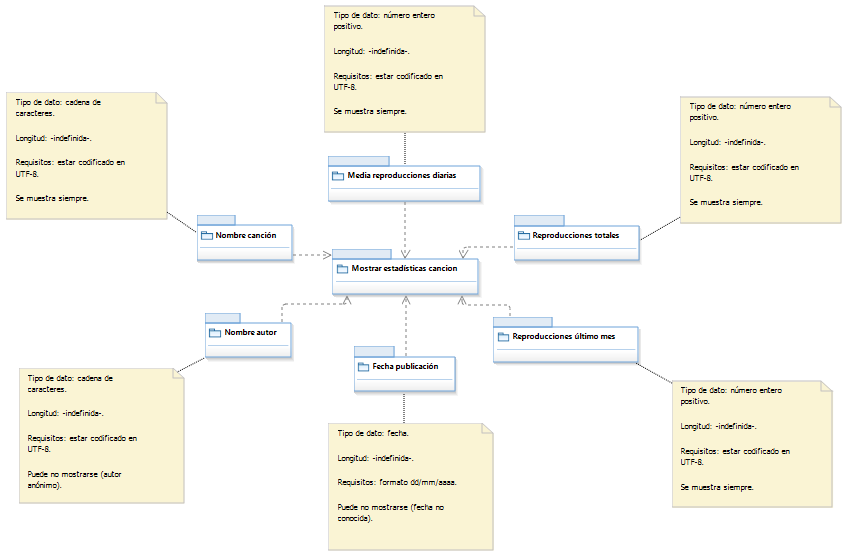 Tipo de dato: número entero
positivo.
Longitud: -indefinida-.
Requisitos: estar codificado en
UTF-8.
Se muestra siempre.
Tipo de dato: cadena de
caracteres.
Longitud: -indefinida-.
Requisitos: estar codificado en
UTF-8.
Se muestra siempre.
Tipo de dato: número entero
positivo.
Longitud: -indefinida-.
Requisitos: estar codificado en
UTF-8.
Se muestra siempre.
Media reproducciones diarias
Nombre canción
Reproducciones totales
Mostrar estadísticas cancion
Nombre autor
Reproducciones último mes
Fecha publicación
Tipo de dato: cadena de
caracteres.
Longitud: -indefinida-.
Requisitos: estar codificado en
UTF-8.
Puede no mostrarse (autor
anónimo).
Tipo de dato: fecha.
Longitud: -indefinida-.
Requisitos: formato dd/mm/aaaa.
Puede no mostrarse (fecha no
conocida).
Tipo de dato: número entero
positivo.
Longitud: -indefinida-.
Requisitos: estar codificado en
UTF-8.
Se muestra siempre.